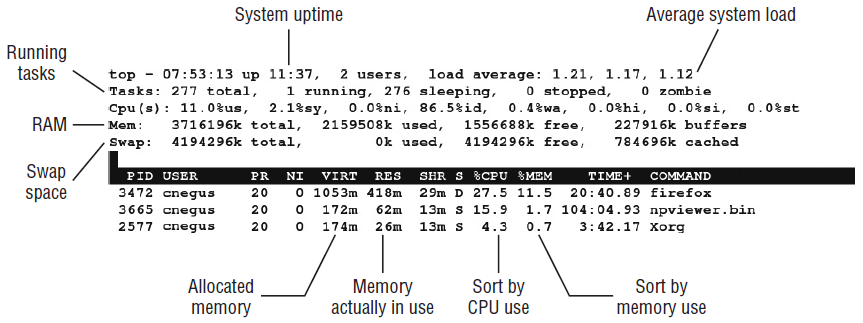 System uptime
Average system load
Running
tasks
top - 07:53:13 up 11:37, 2 users, load average: 1.21, 1.17, 1.12
Tasks: 277 total, 1 running, 276 sleeping, 0 stopped, 0 zombie
Cpu(s): 11.0%us, 2.1%sy, 0.0%ni, 86.5%id, 0.4%wa, 0.0%hi, 0.0%si, 0.0%st
RAM
Mem: 3716196k total, 2159508k used, 1556688k free, 227916k buffers
Swap: 4194296k total, 0k used, 4194296k free, 784696k cached
Swap
space
PID USER PR NI VIRT RES SHR S %CPU %MEM TIME+ COMMAND
3472 cnegus 20 0 1053m 418m 29m D 27.5 11.5 20:40.89 firefox
3665 cnegus 20 0 172m 62m 13m S 15.9 1.7 104:04.93 npviewer.bin
2577 cnegus 20 0 174m 26m 13m S 4.3 0.7 3:42.17 Xorg
Allocated
memory
Memory
actually in use
Sort by
CPU use
Sort by
memory use